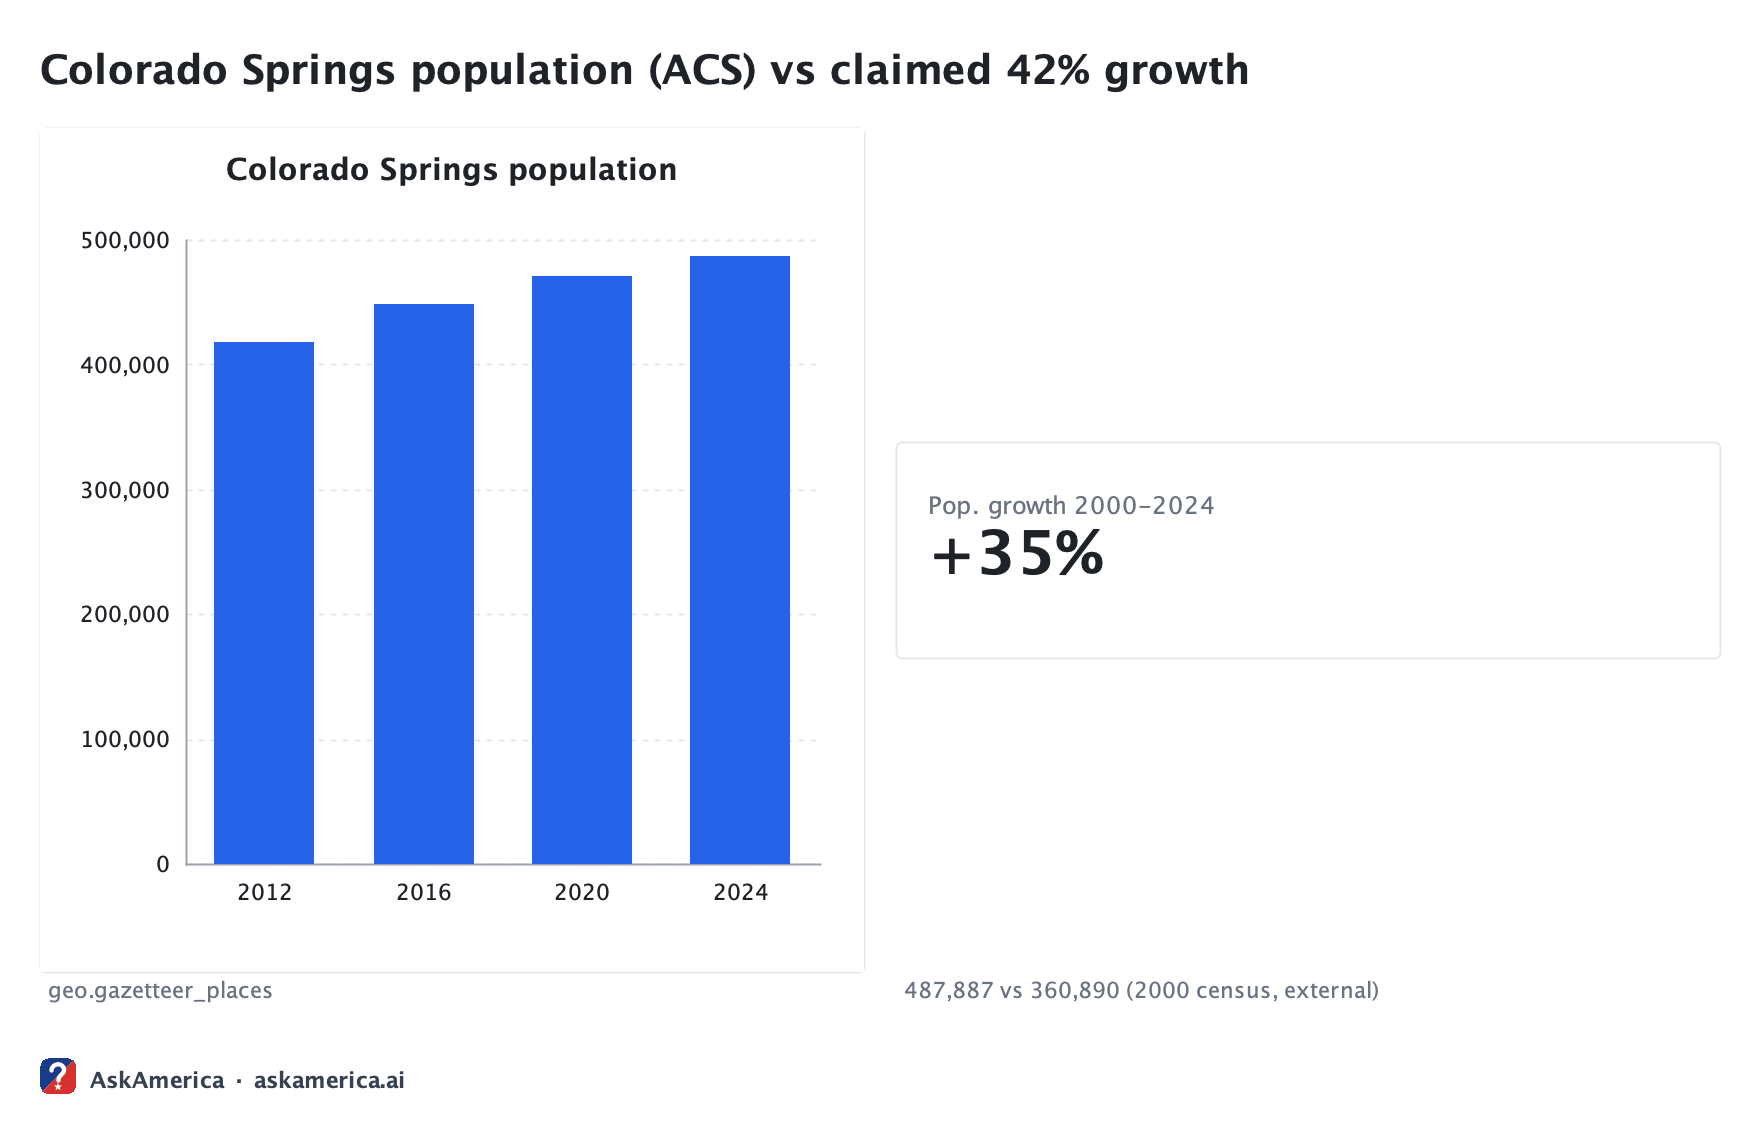 Colorado Springs population (ACS) vs claimed 42% growth
Colorado Springs population
500,000
400,000
300,000
200,000
100,000
0
2012
2016
2020
2024
geo.gazetteer_places
Pop. growth 2000–2024
+35%
487,887 vs 360,890 (2000 census, external)
AskAmerica · askamerica.ai